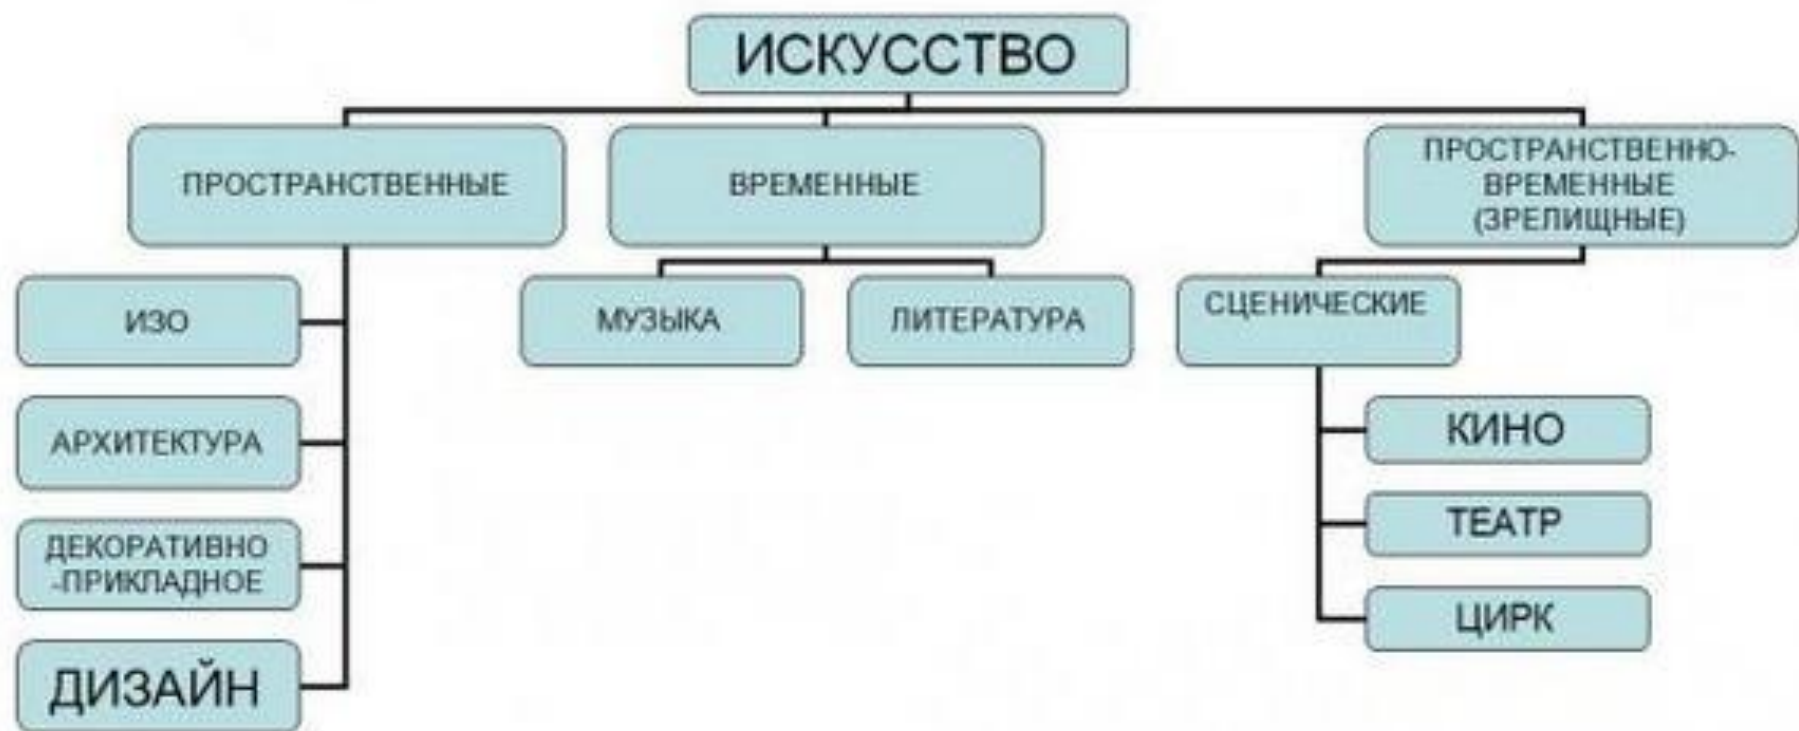 ИСКУССТВО
ПРОСТРАНСТВЕННЫЕ
ВРЕМЕННЫЕ
ПРОСТРАНСТВЕННО-
ВРЕМЕННЫЕ
(ЗРЕЛИЩНЫЕ)
ИЗО
МУЗЫКА
ЛИТЕРАТУРА
СЦЕНИЧЕСКИЕ
АРХИТЕКТУРА
КИНО
ДЕКОРАТИВНО
-ПРИКЛАДНОЕ
ТЕАТР
ДИЗАЙН
ЦИРК